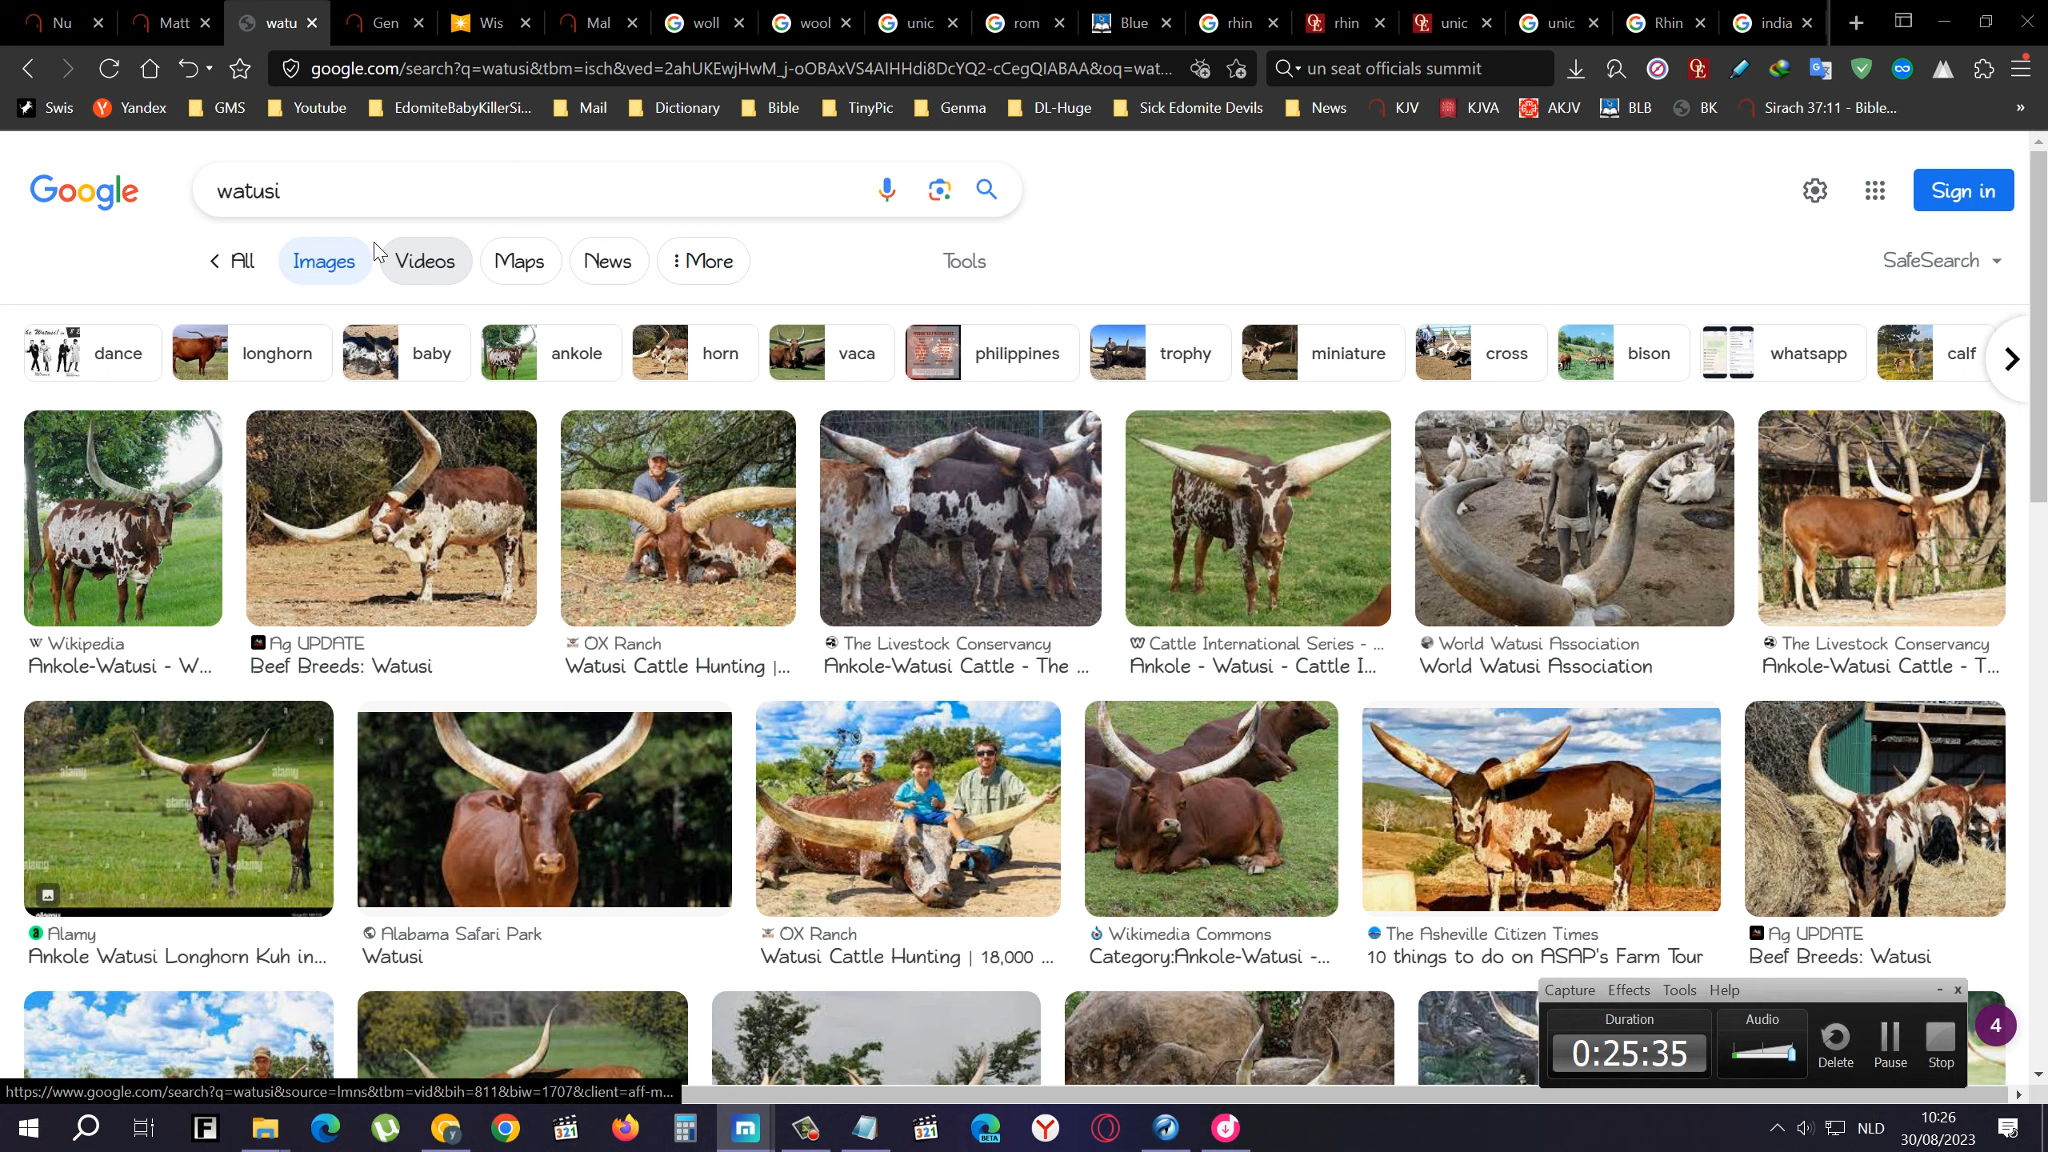 Nu
Matt
watu
Gen
Wis
Mal
woll
wool
unic
rom
Blue
rhin
rhin
unic
unic
Rhin
india
google.com/search?q=watusi&tbm=isch&ved=2ahUKEwjHwM_j-oOBAxVS4AIHHdi8DcYQ2-cCegQIABAA&oq=wat...
un seat officials summit
Swis
Yandex
GMS
Youtube
EdomiteBabyKillerSi...
Mail
Dictionary
Bible
TinyPic
Genma
DL-Huge
Sick Edomite Devils
News
KJV
KJVA
AKJV
BLB
BK
Sirach 37:11 - Bible...
Google
watusi
Sign in
All
Images
Videos
Maps
News
More
Tools
SafeSearch
dance
longhorn
baby
ankole
horn
vaca
philippines
trophy
miniature
cross
bison
whatsapp
calf
Wikipedia
Ankole-Watusi - W...
Ag UPDATE
Beef Breeds: Watusi
OX Ranch
Watusi Cattle Hunting |...
The Livestock Conservancy
Ankole-Watusi Cattle - The ...
Cattle International Series - ...
Ankole - Watusi - Cattle I...
World Watusi Association
World Watusi Association
The Livestock Conservancy
Ankole-Watusi Cattle - T...
alamy
alamy
Alamy
Ankole Watusi Longhorn Kuh in...
Alabama Safari Park
Watusi
OX Ranch
Watusi Cattle Hunting | 18,000 ...
Wikimedia Commons
Category:Ankole-Watusi -...
The Asheville Citizen Times
10 things to do on ASAP's Farm Tour
Ag UPDATE
Beef Breeds: Watusi
Capture Effects Tools Help
Duration
Audio
0:25:35
Delete
Pause
Stop
4
https://www.google.com/search?q=watusi&source=lmns&tbm=vid&bih=811&biw=1707&client=aff-m...
NLD
10:26
30/08/2023